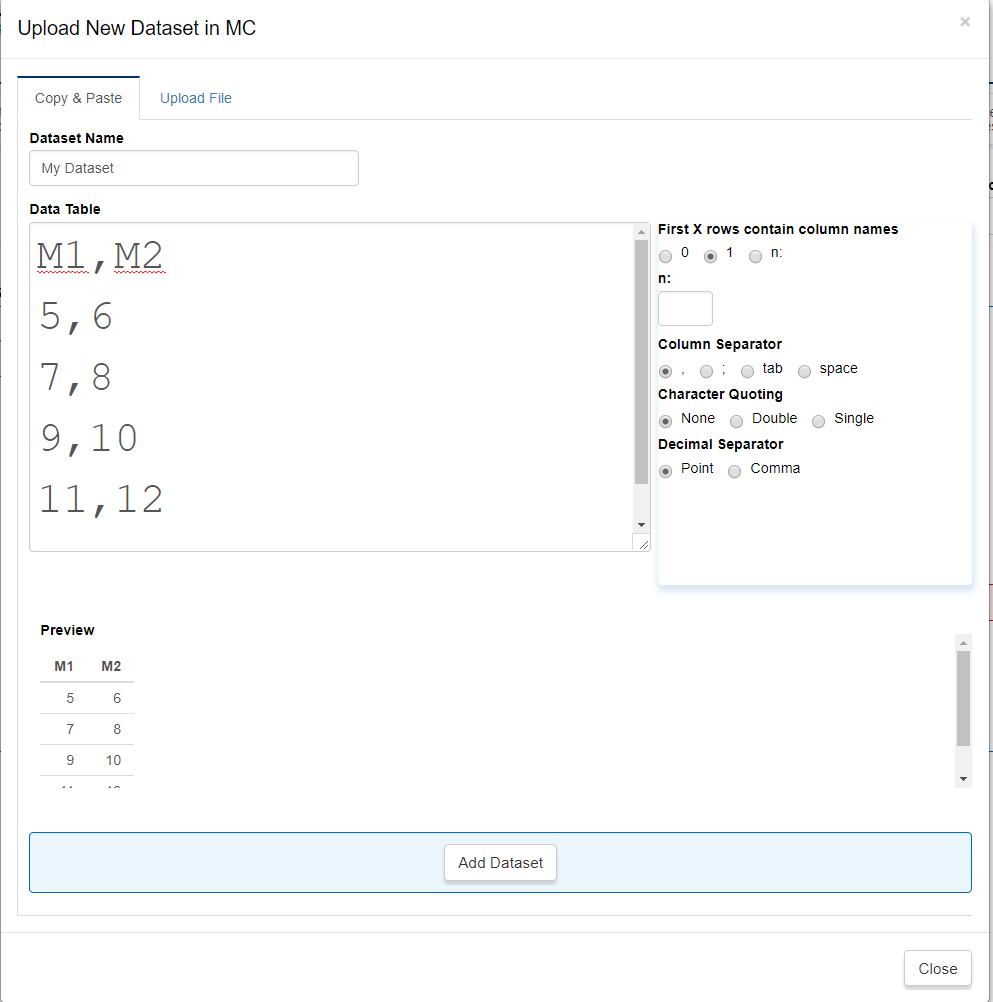 Upload New Dataset in MC ×
Copy & Paste Upload File
Dataset Name
My Dataset
Data Table
M1,M2
5,6
7,8
9,10
11,12
First X rows contain column names
0 1 n:
n:
Column Separator
, ; tab space
Character Quoting
None Double Single
Decimal Separator
Point Comma
Preview
M1 M2
5 6
7 8
9 10
Add Dataset
Close